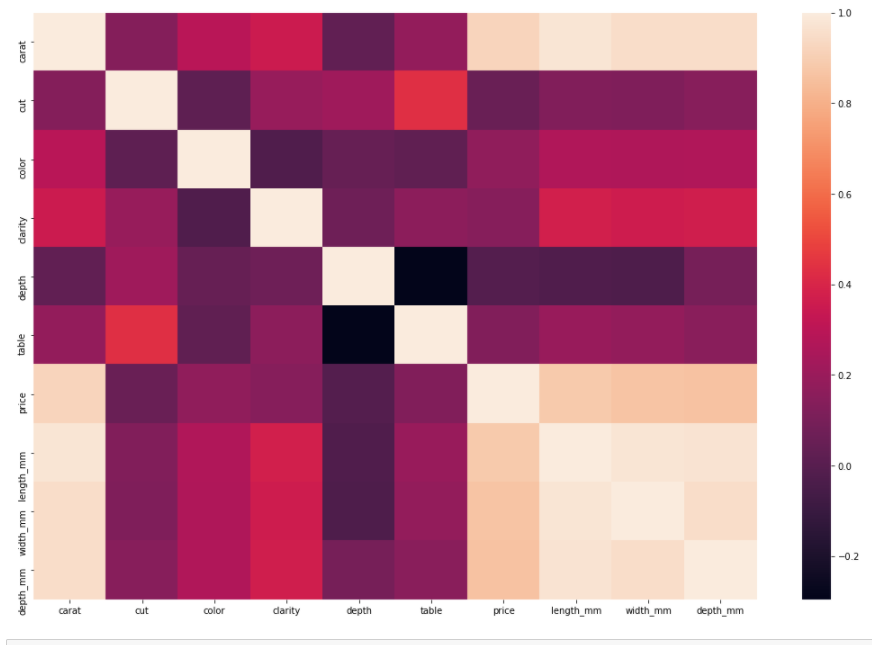 carat
cut
color
clarity
depth
table
price
length_mm
width_mm
depth_mm
carat
cut
color
clarity
depth
table
price
length_mm
width_mm
depth_mm
1.0
0.8
0.6
0.4
0.2
0.0
−0.2